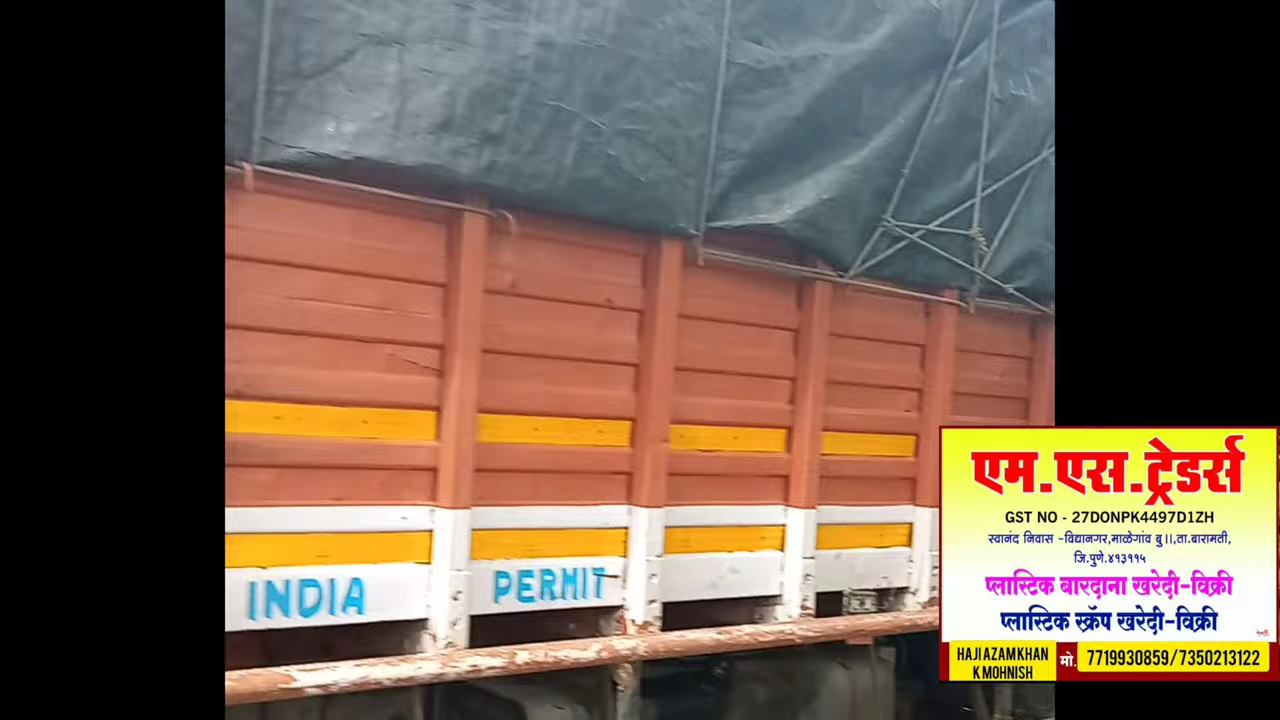 INDIA PERMIT
एम.एस.ट्रेडर्स
GST NO - 27DONPK4497D1ZH
स्वानंद निवास -विद्यानगर,माळेगांव बु।।,ता.बारामती,
जि.पुणे.४१३११५
प्लास्टिक बारदाना खरेदी-विक्री
प्लास्टिक स्क्रॅप खरेदी-विक्री
HAJI AZAMKHAN
K MOHNISH
मो. 7719930859/7350213122